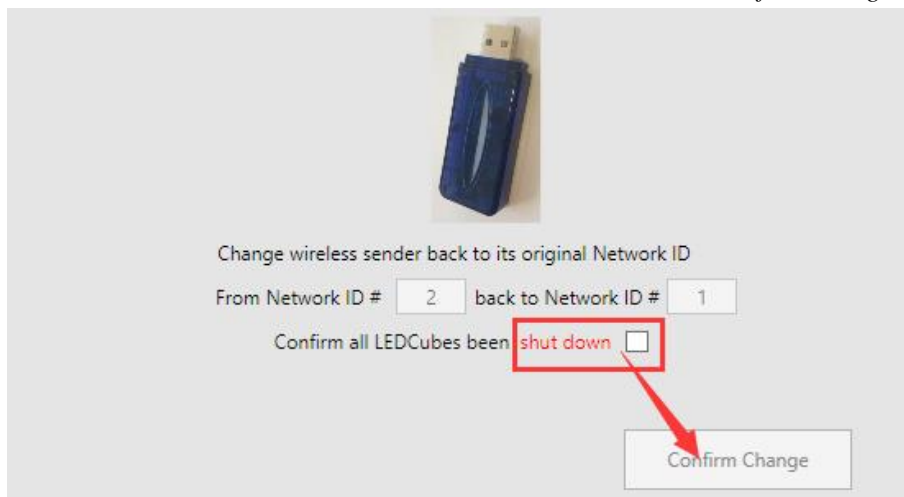 Change wireless sender back to its original Network ID
From Network ID # 2 back to Network ID # 1
Confirm all LEDCubes been shut down
Confirm Change